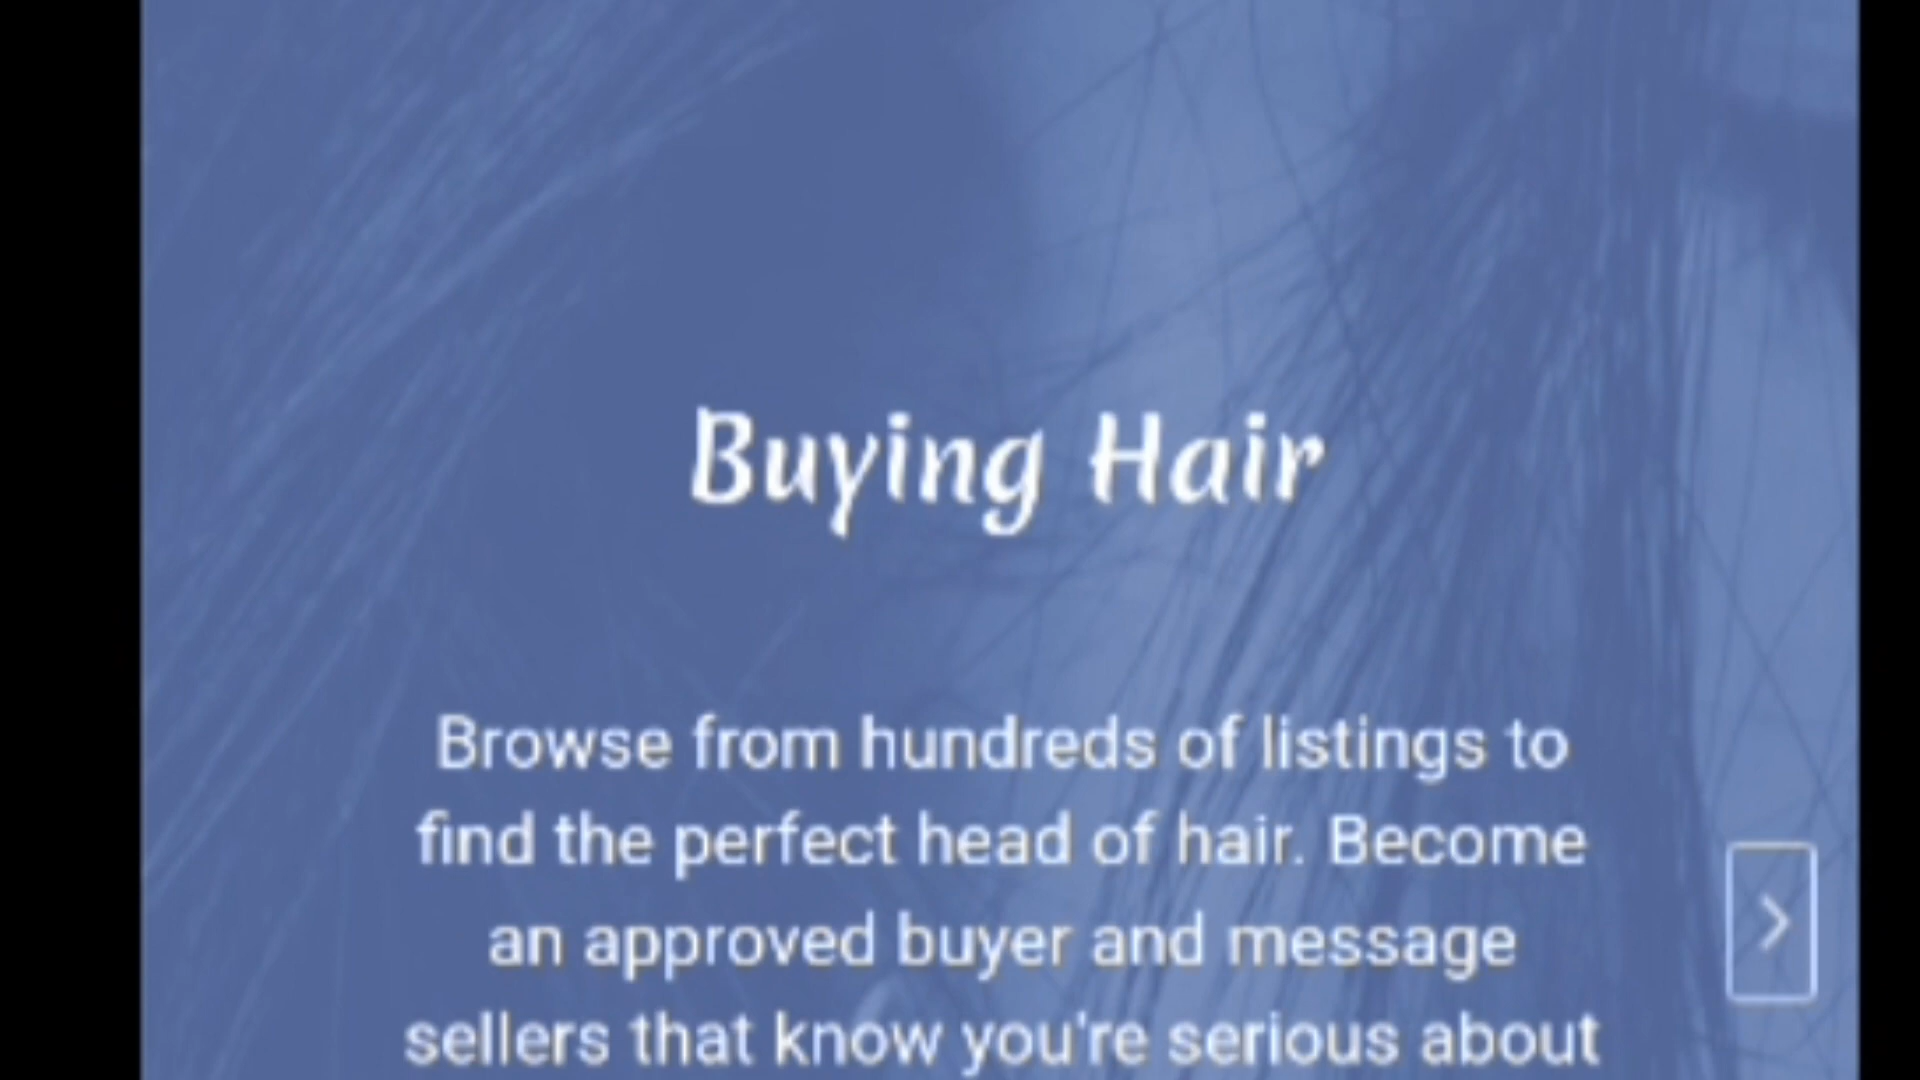 Buying Hair
Browse from hundreds of listings to
find the perfect head of hair. Become
an approved buyer and message
sellers that know you're serious about